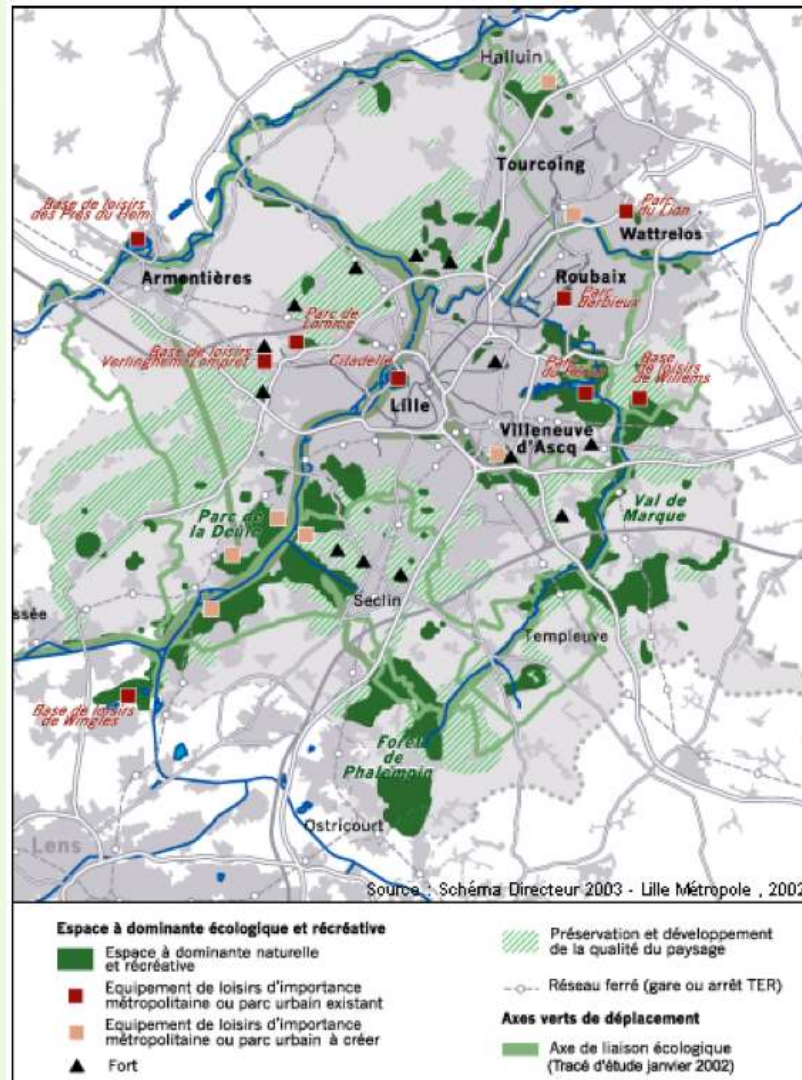 Halluin
Tourcoing
Base de loisirs
des Prés du Hem
Parc
du Lion
Wattrelos
Armentières
Roubaix
Parc
Barbieux
Parc de
Lomme
Base de loisirs
Verlinghem Lompret
Citadelle
Parc
du Héron
Base
de loisirs
de Willems
Lille
Villeneuve
d'Ascq
Val de
Marque
Parc de
la Deûle
Seclin
ssée
Templeuve
Base de loisirs
de Wingles
Forêt
de
Phalempin
Ostricourt
Lens
Source : Schéma Directeur 2003 - Lille Métropole , 2002
Espace à dominante écologique et récréative
Espace à dominante naturelle
et récréative
Equipement de loisirs d'importance
métropolitaine ou parc urbain existant
Equipement de loisirs d'importance
métropolitaine ou parc urbain à créer
Fort
Préservation et développement
de la qualité du paysage
Réseau ferré (gare ou arrêt TER)
Axes verts de déplacement
Axe de liaison écologique
(Tracé d'étude janvier 2002)